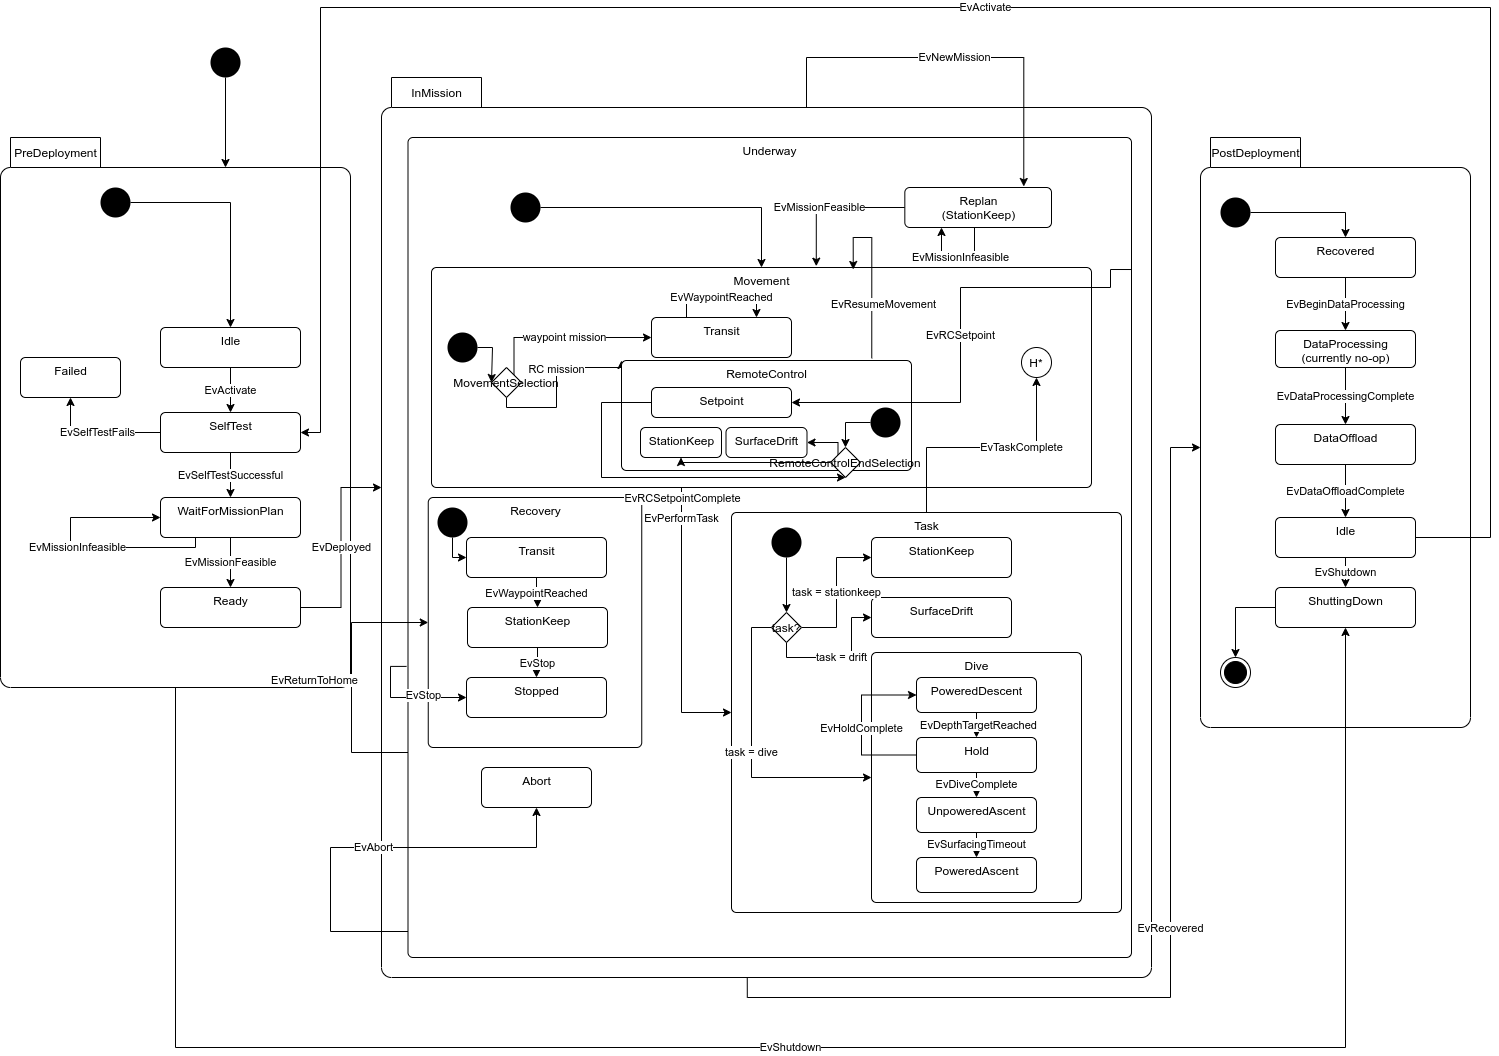 EvActivate
EvNewMission
InMission
PreDeployment
Underway
PostDeployment
Replan
(StationKeep)
EvMissionFeasible
EvMissionInfeasible
Recovered
Movement
EvWaypointReached
EvResumeMovement
EvBeginDataProcessing
Idle
Transit
waypoint mission
EvRCSetpoint
DataProcessing
(currently no-op)
H*
Failed
RC mission
RemoteControl
MovementSelection
EvActivate
Setpoint
EvDataProcessingComplete
SelfTest
EvSelfTestFails
StationKeep
SurfaceDrift
DataOffload
EvTaskComplete
RemoteControlEndSelection
EvSelfTestSuccessful
EvRCSetpointComplete
EvDataOffloadComplete
WaitForMissionPlan
Recovery
EvPerformTask
Task
Idle
EvMissionInfeasible
EvDeployed
Transit
StationKeep
EvMissionFeasible
EvShutdown
EvWaypointReached
task = stationkeep
Ready
StationKeep
SurfaceDrift
ShuttingDown
task?
EvStop
task = drift
Dive
EvReturnToHome
EvStop
Stopped
PoweredDescent
EvHoldComplete
EvDepthTargetReached
task = dive
Hold
Abort
EvDiveComplete
UnpoweredAscent
EvAbort
EvSurfacingTimeout
PoweredAscent
EvRecovered
EvShutdown